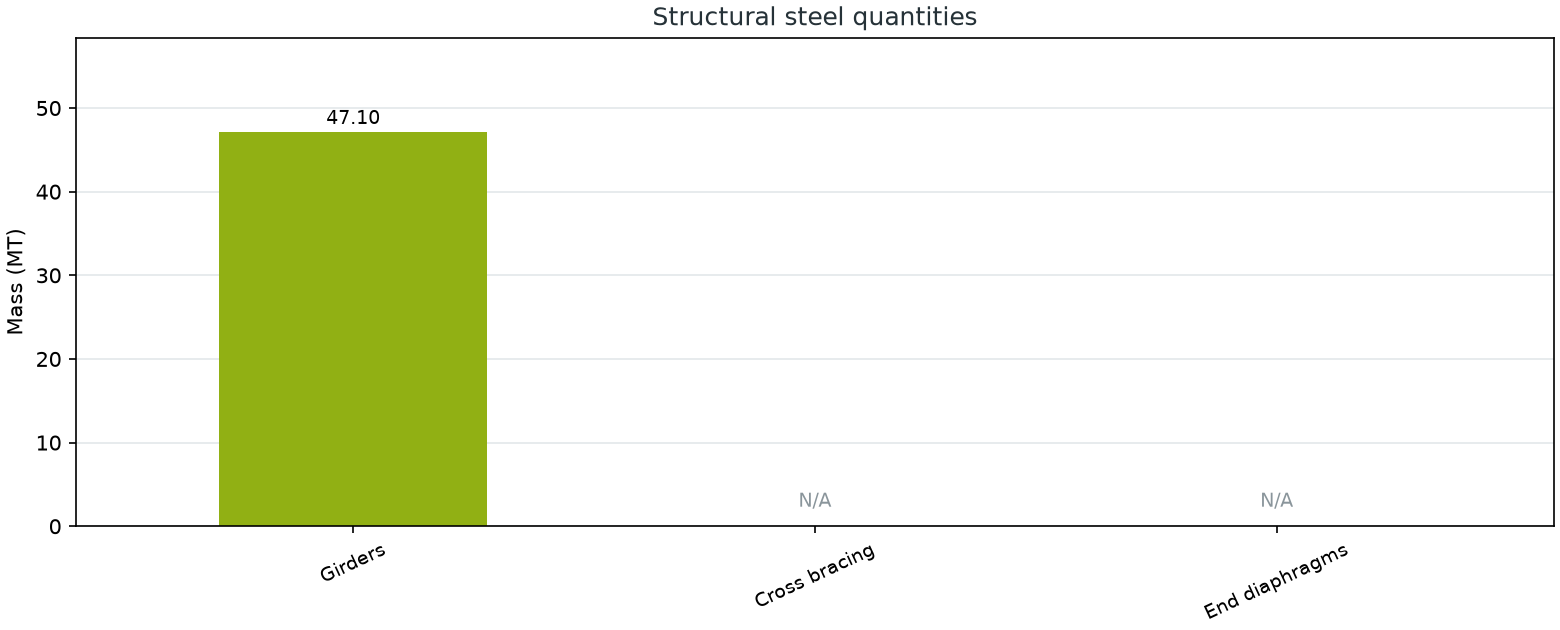 Structural steel quantities
Mass (MT)
50
40
30
20
10
0
47.10
N/A
N/A
Girders
Cross bracing
End diaphragms